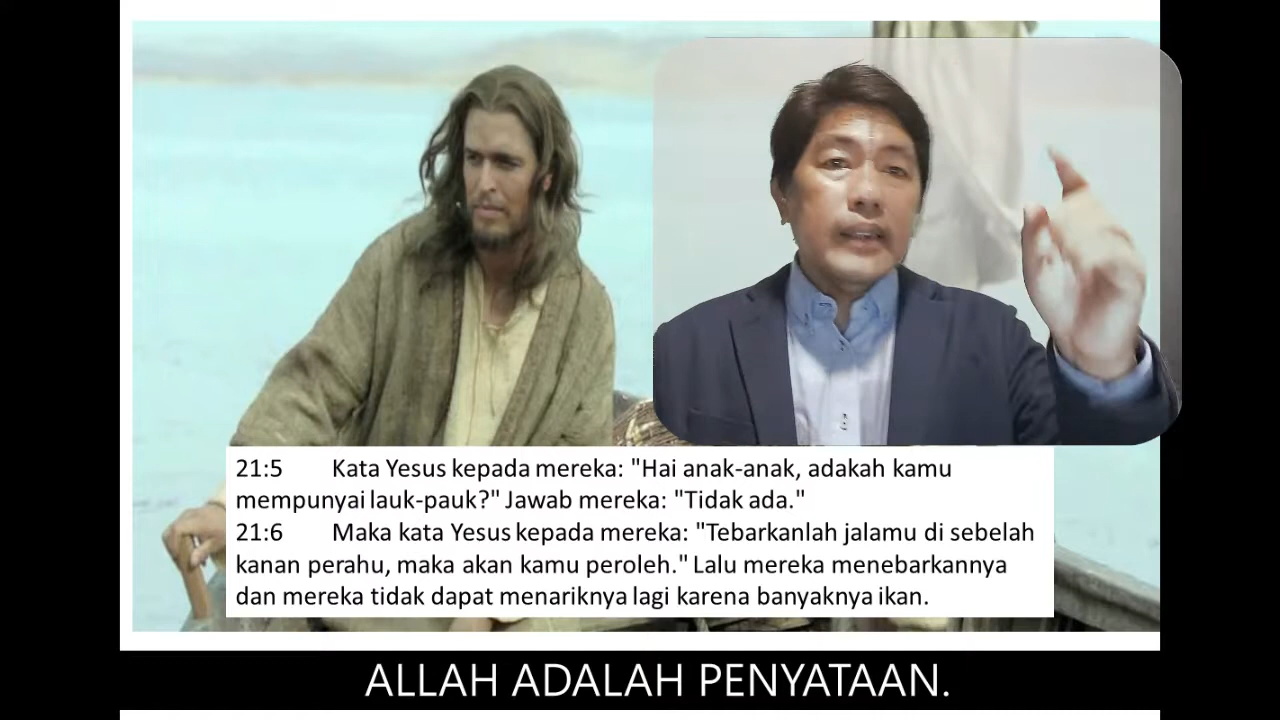 21:5 Kata Yesus kepada mereka: "Hai anak-anak, adakah kamu
mempunyai lauk-pauk?" Jawab mereka: "Tidak ada."
21:6 Maka kata Yesus kepada mereka: "Tebarkanlah jalamu di sebelah
kanan perahu, maka akan kamu peroleh." Lalu mereka menebarkannya
dan mereka tidak dapat menariknya lagi karena banyaknya ikan.
ALLAH ADALAH PENYATAAN.